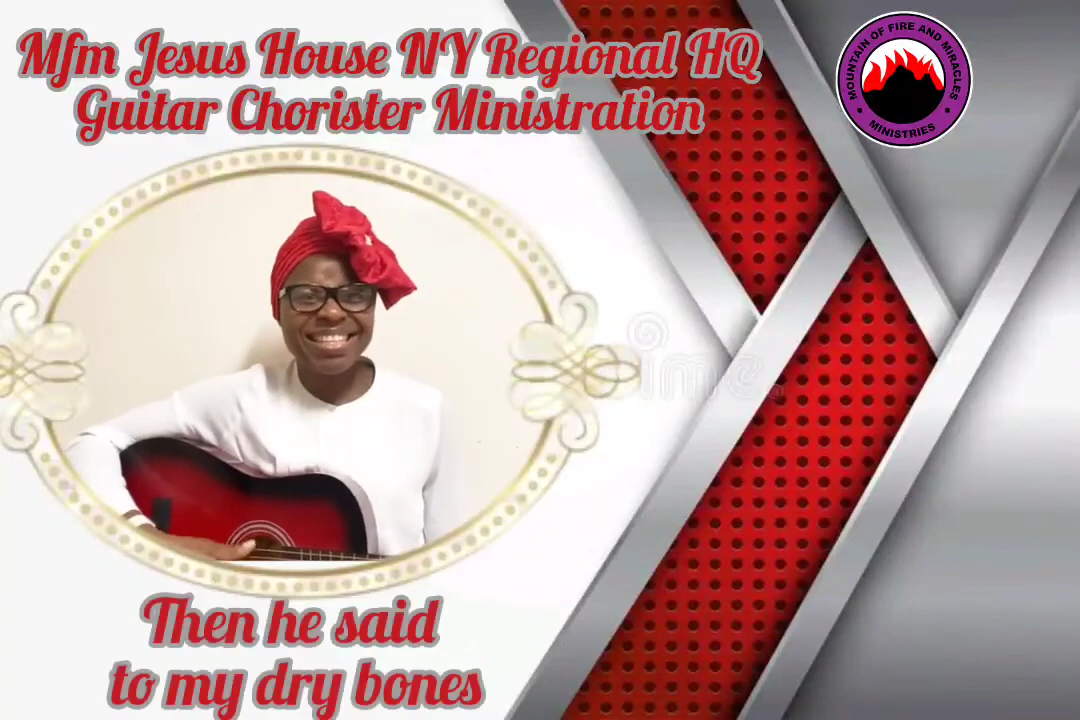 Mfm Jesus House NY Regional HQ
Guitar Chorister Ministration
MOUNTAIN OF FIRE AND MIRACLES
MINISTRIES
Then he said
to my dry bones